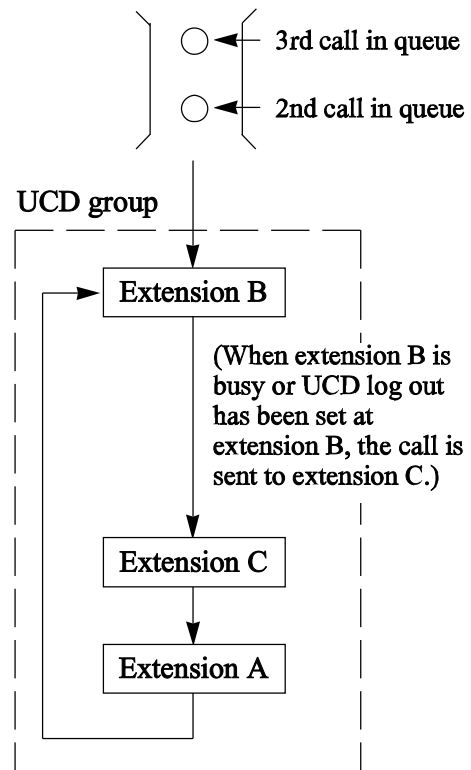 3rd call in queue
2nd call in queue
UCD group
Extension B
(When extension B is
busy or UCD log out
has been set at
extension B, the call is
sent to extension C.)
Extension C
Extension A